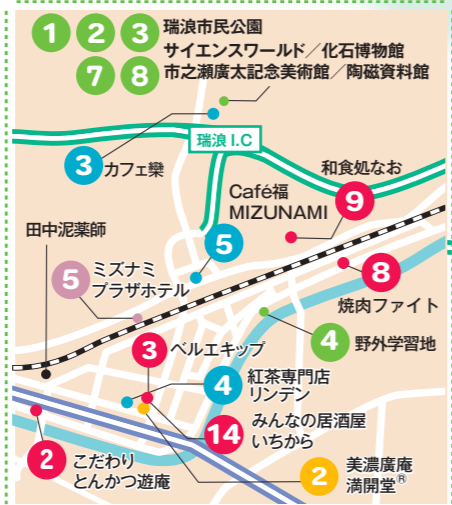 1 2 3 瑞浪市民公園
サイエンスワールド／化石博物館
7 8 市之瀬廣太記念美術館／陶磁資料館
瑞浪 I.C
3 カフェ欒
和食処なお
9
Café福
MIZUNAMI
5
田中泥薬師
5 ミズナミ
プラザホテル
8
焼肉ファイト
4 野外学習地
3 ベルエキップ
4 紅茶専門店
リンデン
14 みんなの居酒屋
いちから
2 こだわり
とんかつ遊庵
2 美濃廣庵
満開堂®